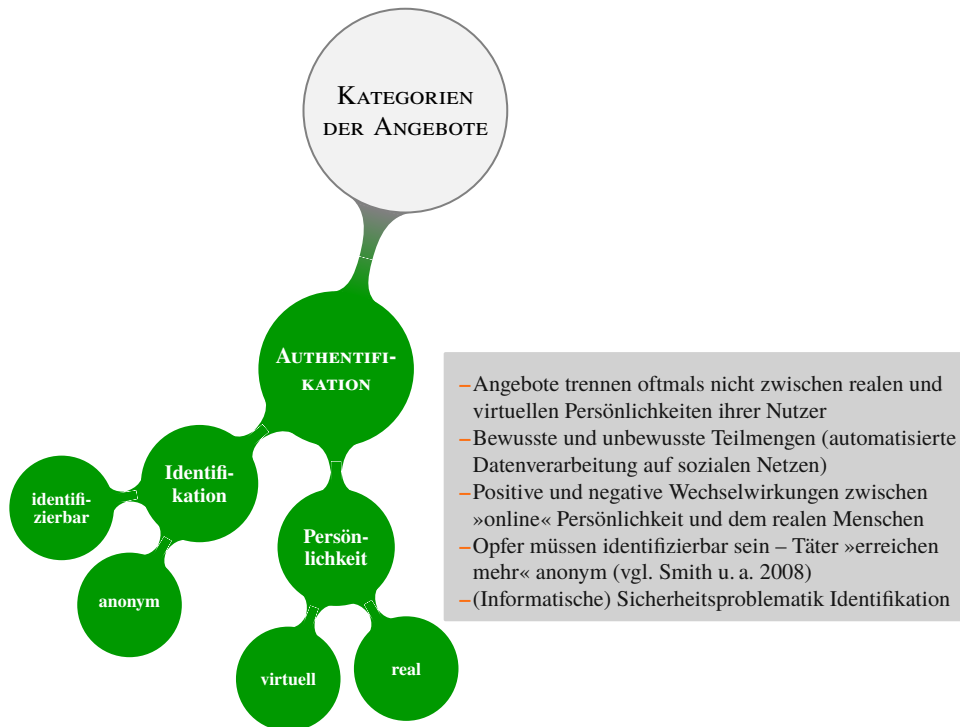 KATEGORIEN
DER ANGEBOTE
AUTHENTIFI-
KATION
Identifi-
kation
identifi-
zierbar
anonym
Persön-
lichkeit
virtuell
real
–Angebote trennen oftmals nicht zwischen realen und
virtuellen Persönlichkeiten ihrer Nutzer
–Bewusste und unbewusste Teilmengen (automatisierte
Datenverarbeitung auf sozialen Netzen)
–Positive und negative Wechselwirkungen zwischen
»online« Persönlichkeit und dem realen Menschen
–Opfer müssen identifizierbar sein – Täter »erreichen
mehr« anonym (vgl. Smith u. a. 2008)
–(Informatische) Sicherheitsproblematik Identifikation